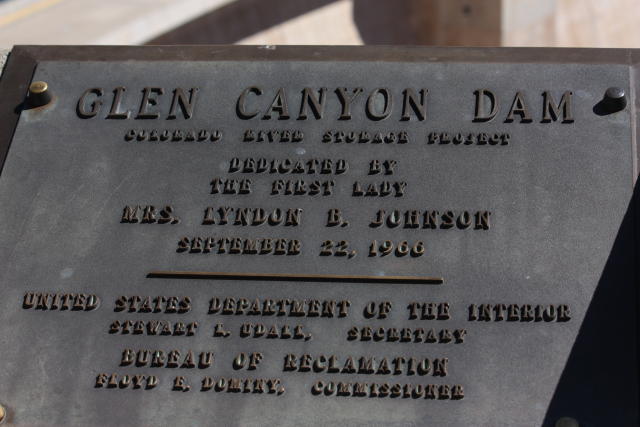 GLEN CANYON DAM
COLORADO RIVER STORAGE PROJECT
DEDICATED BY
THE FIRST LADY
MRS. LYNDON B. JOHNSON
SEPTEMBER 22, 1966
UNITED STATES DEPARTMENT OF THE INTERIOR
STEWART L. UDALL, SECRETARY
BUREAU OF RECLAMATION
FLOYD E. DOMINY, COMMISSIONER